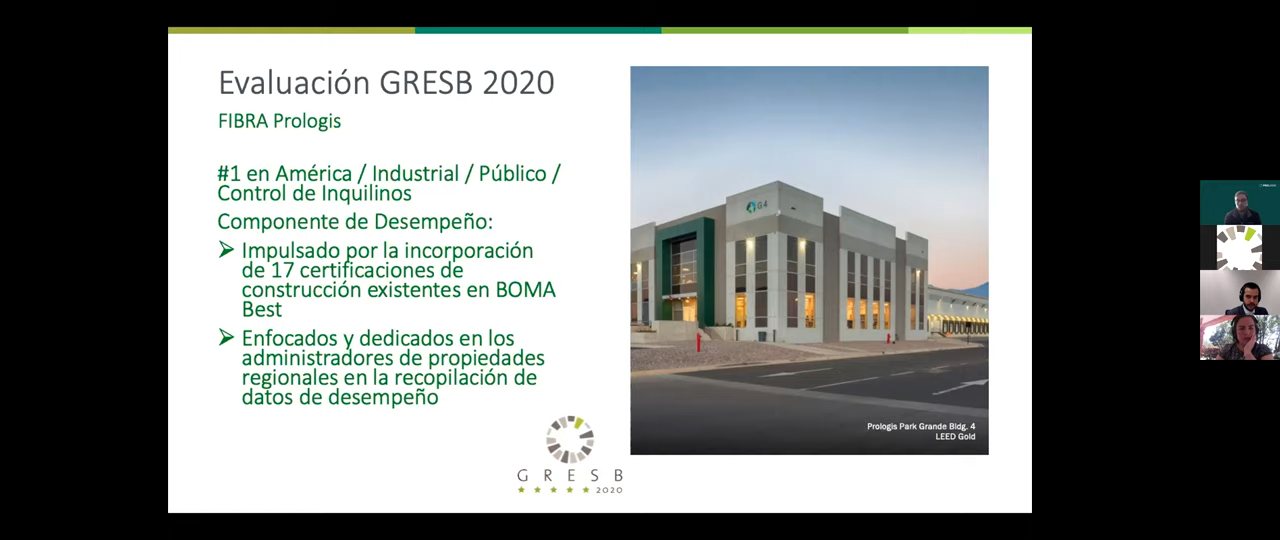 Evaluación GRESB 2020
FIBRA Prologis
#1 en América / Industrial / Público /
Control de Inquilinos
Componente de Desempeño:
➢ Impulsado por la incorporación
de 17 certificaciones de
construcción existentes en BOMA
Best
➢ Enfocados y dedicados en los
administradores de propiedades
regionales en la recopilación de
datos de desempeño
G R E S B
2020
G4
Prologis Park Grande Bldg. 4
LEED Gold